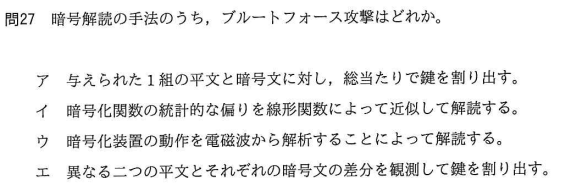 問27 暗号解読の手法のうち，ブルートフォース攻撃はどれか。
ア 与えられた1組の平文と暗号文に対し，総当たりで鍵を割り出す。
イ 暗号化関数の統計的な偏りを線形関数によって近似して解読する。
ウ 暗号化装置の動作を電磁波から解析することによって解読する。
エ 異なる二つの平文とそれぞれの暗号文の差分を観測して鍵を割り出す。